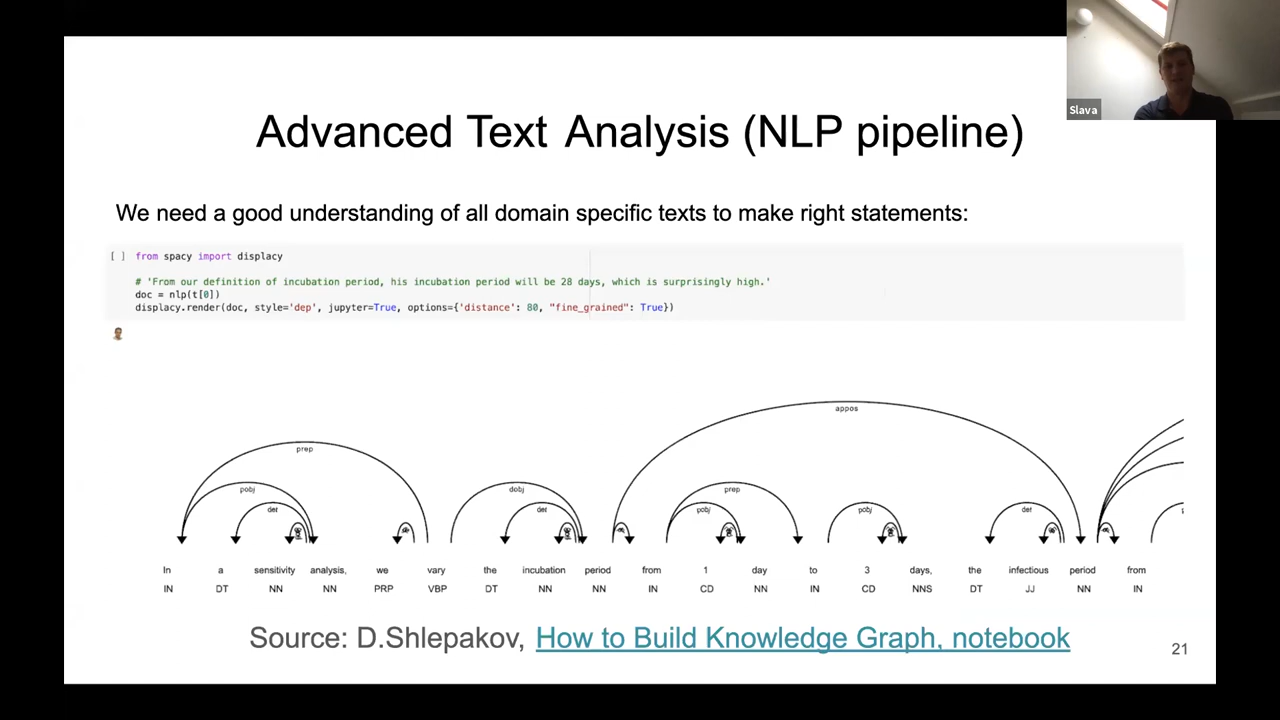 Slava
Advanced Text Analysis (NLP pipeline)
We need a good understanding of all domain specific texts to make right statements:
[ ] from spacy import displacy
# 'From our definition of incubation period, his incubation period will be 28 days, which is surprisingly high.'
doc = nlp(t[0])
displacy.render(doc, style='dep', jupyter=True, options={'distance': 80, "fine_grained": True})
appos
prep
pobj dobj prep
det det pobj pobj det
In a sensitivity analysis, we vary the incubation period from 1 day to 3 days, the infectious period from
IN DT NN NN PRP VBP DT NN NN IN CD NN IN CD NNS DT JJ NN IN
Source: D.Shlepakov, How to Build Knowledge Graph, notebook
21